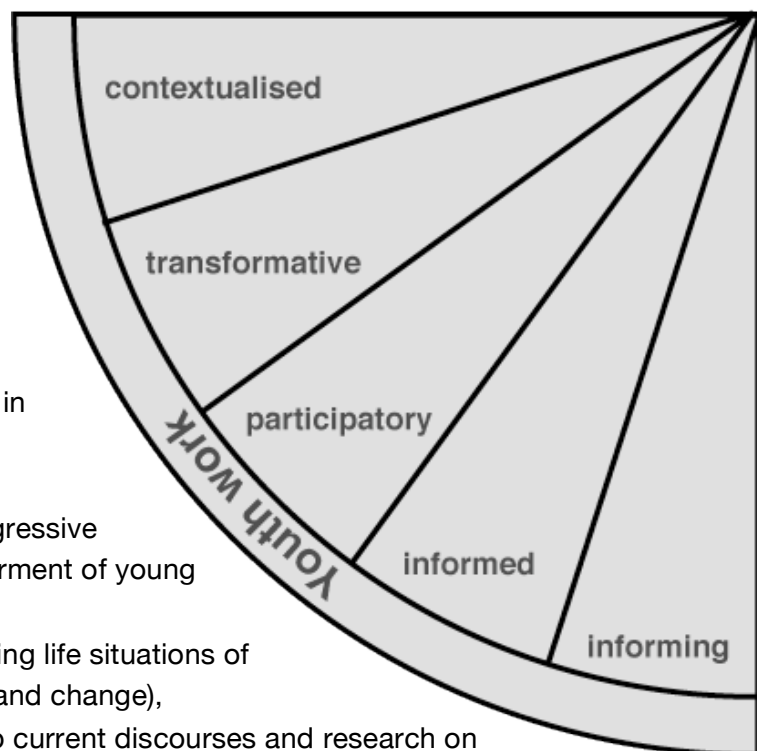 contextualised
transformative
participatory
informed
informing
Youth work
in
gressive
rment of young
ing life situations of
and change),
o current discourses and research on